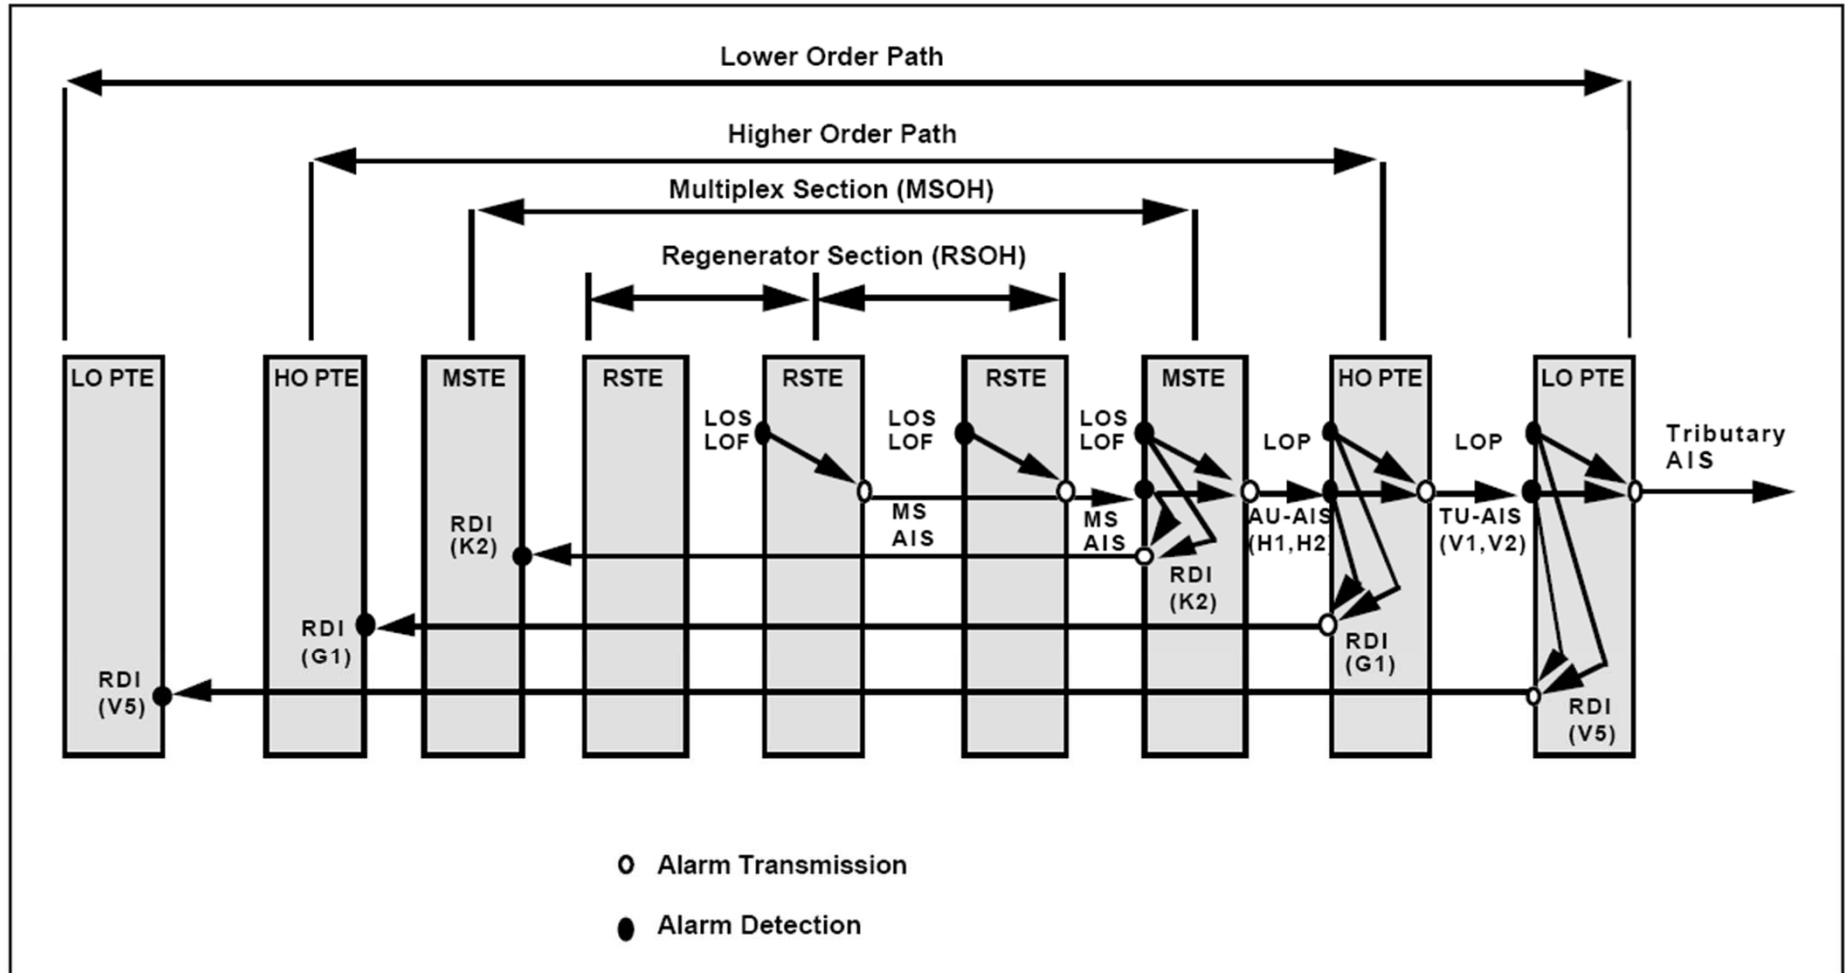 Lower Order Path
Higher Order Path
Multiplex Section (MSOH)
Regenerator Section (RSOH)
LO PTE
HO PTE
MSTE
RSTE
RSTE
RSTE
MSTE
HO PTE
LO PTE
LOS
LOF
LOS
LOF
LOS
LOF
LOP
LOP
Tributary
AIS
MS
AIS
MS
AIS
AU-AIS
(H1,H2)
TU-AIS
(V1,V2)
RDI
(K2)
RDI
(K2)
RDI
(G1)
RDI
(G1)
RDI
(V5)
RDI
(V5)
Alarm Transmission
Alarm Detection